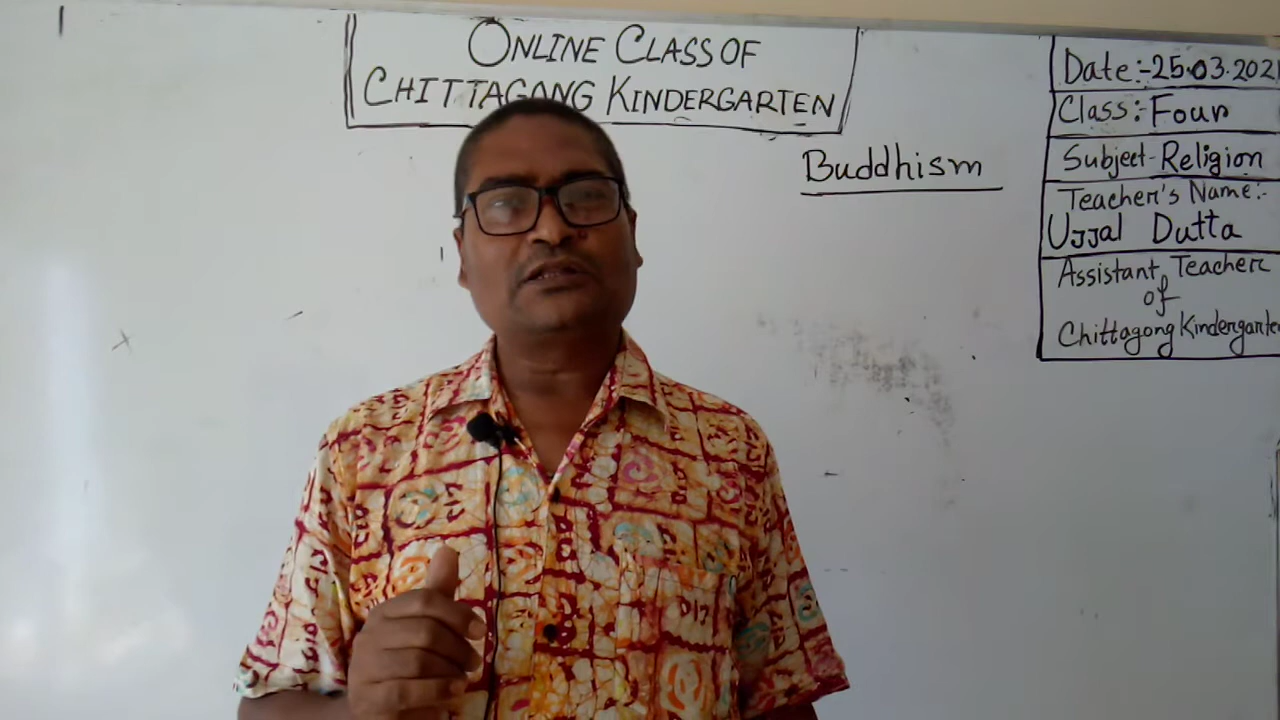 ONLINE CLASS OF
CHITTAGONG KINDERGARTEN
Buddhism
Date:-25.03.2021
Class:-Four
Subject-Religion
Teacher's Name:-
Ujjal Dutta
Assistant Teacher
of
Chittagong Kindergarten